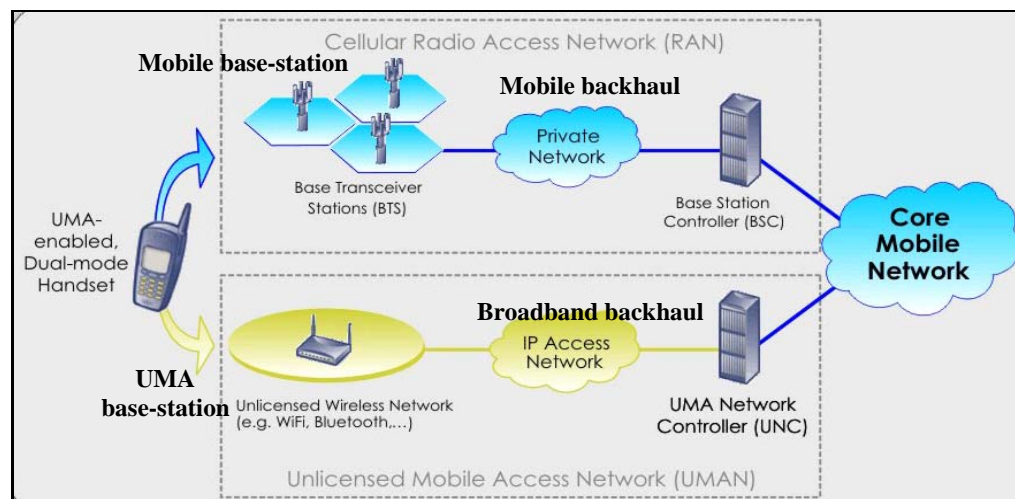 Cellular Radio Access Network (RAN)
Mobile base-station
Mobile backhaul
Private
Network
Base Transceiver
Stations (BTS)
Base Station
Controller (BSC)
UMA-
enabled,
Dual-mode
Handset
Core
Mobile
Network
Broadband backhaul
IP Access
Network
UMA
base-station
Unlicensed Wireless Network
(e.g. WiFi, Bluetooth,...)
UMA Network
Controller (UNC)
Unlicensed Mobile Access Network (UMAN)